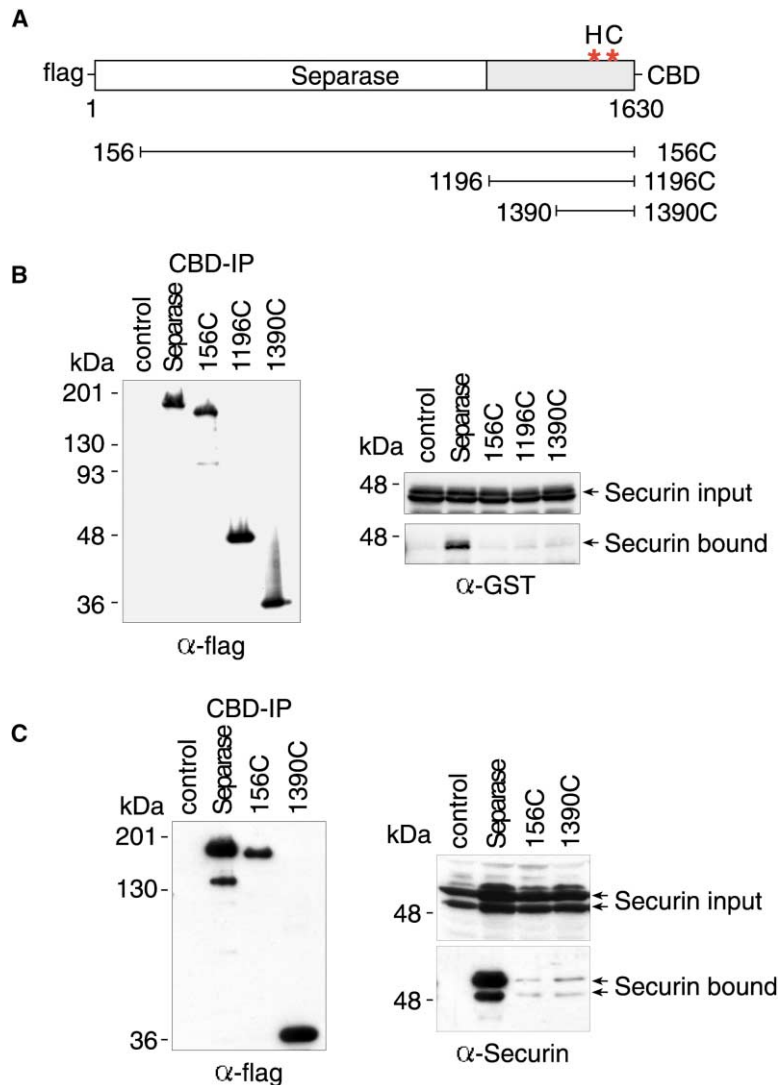 A
H C
flag Separase CBD
1 1630
156 156C
1196 1196C
1390 1390C
B
CBD-IP
control Separase 156C 1196C 1390C
kDa
201
130
93
48
36
α-flag
control Separase 156C 1196C 1390C
kDa
48 Securin input
48 Securin bound
α-GST
C
CBD-IP
control Separase 156C 1390C
kDa
201
130
36
α-flag
control Separase 156C 1390C
kDa
48 Securin input
48 Securin bound
α-Securin